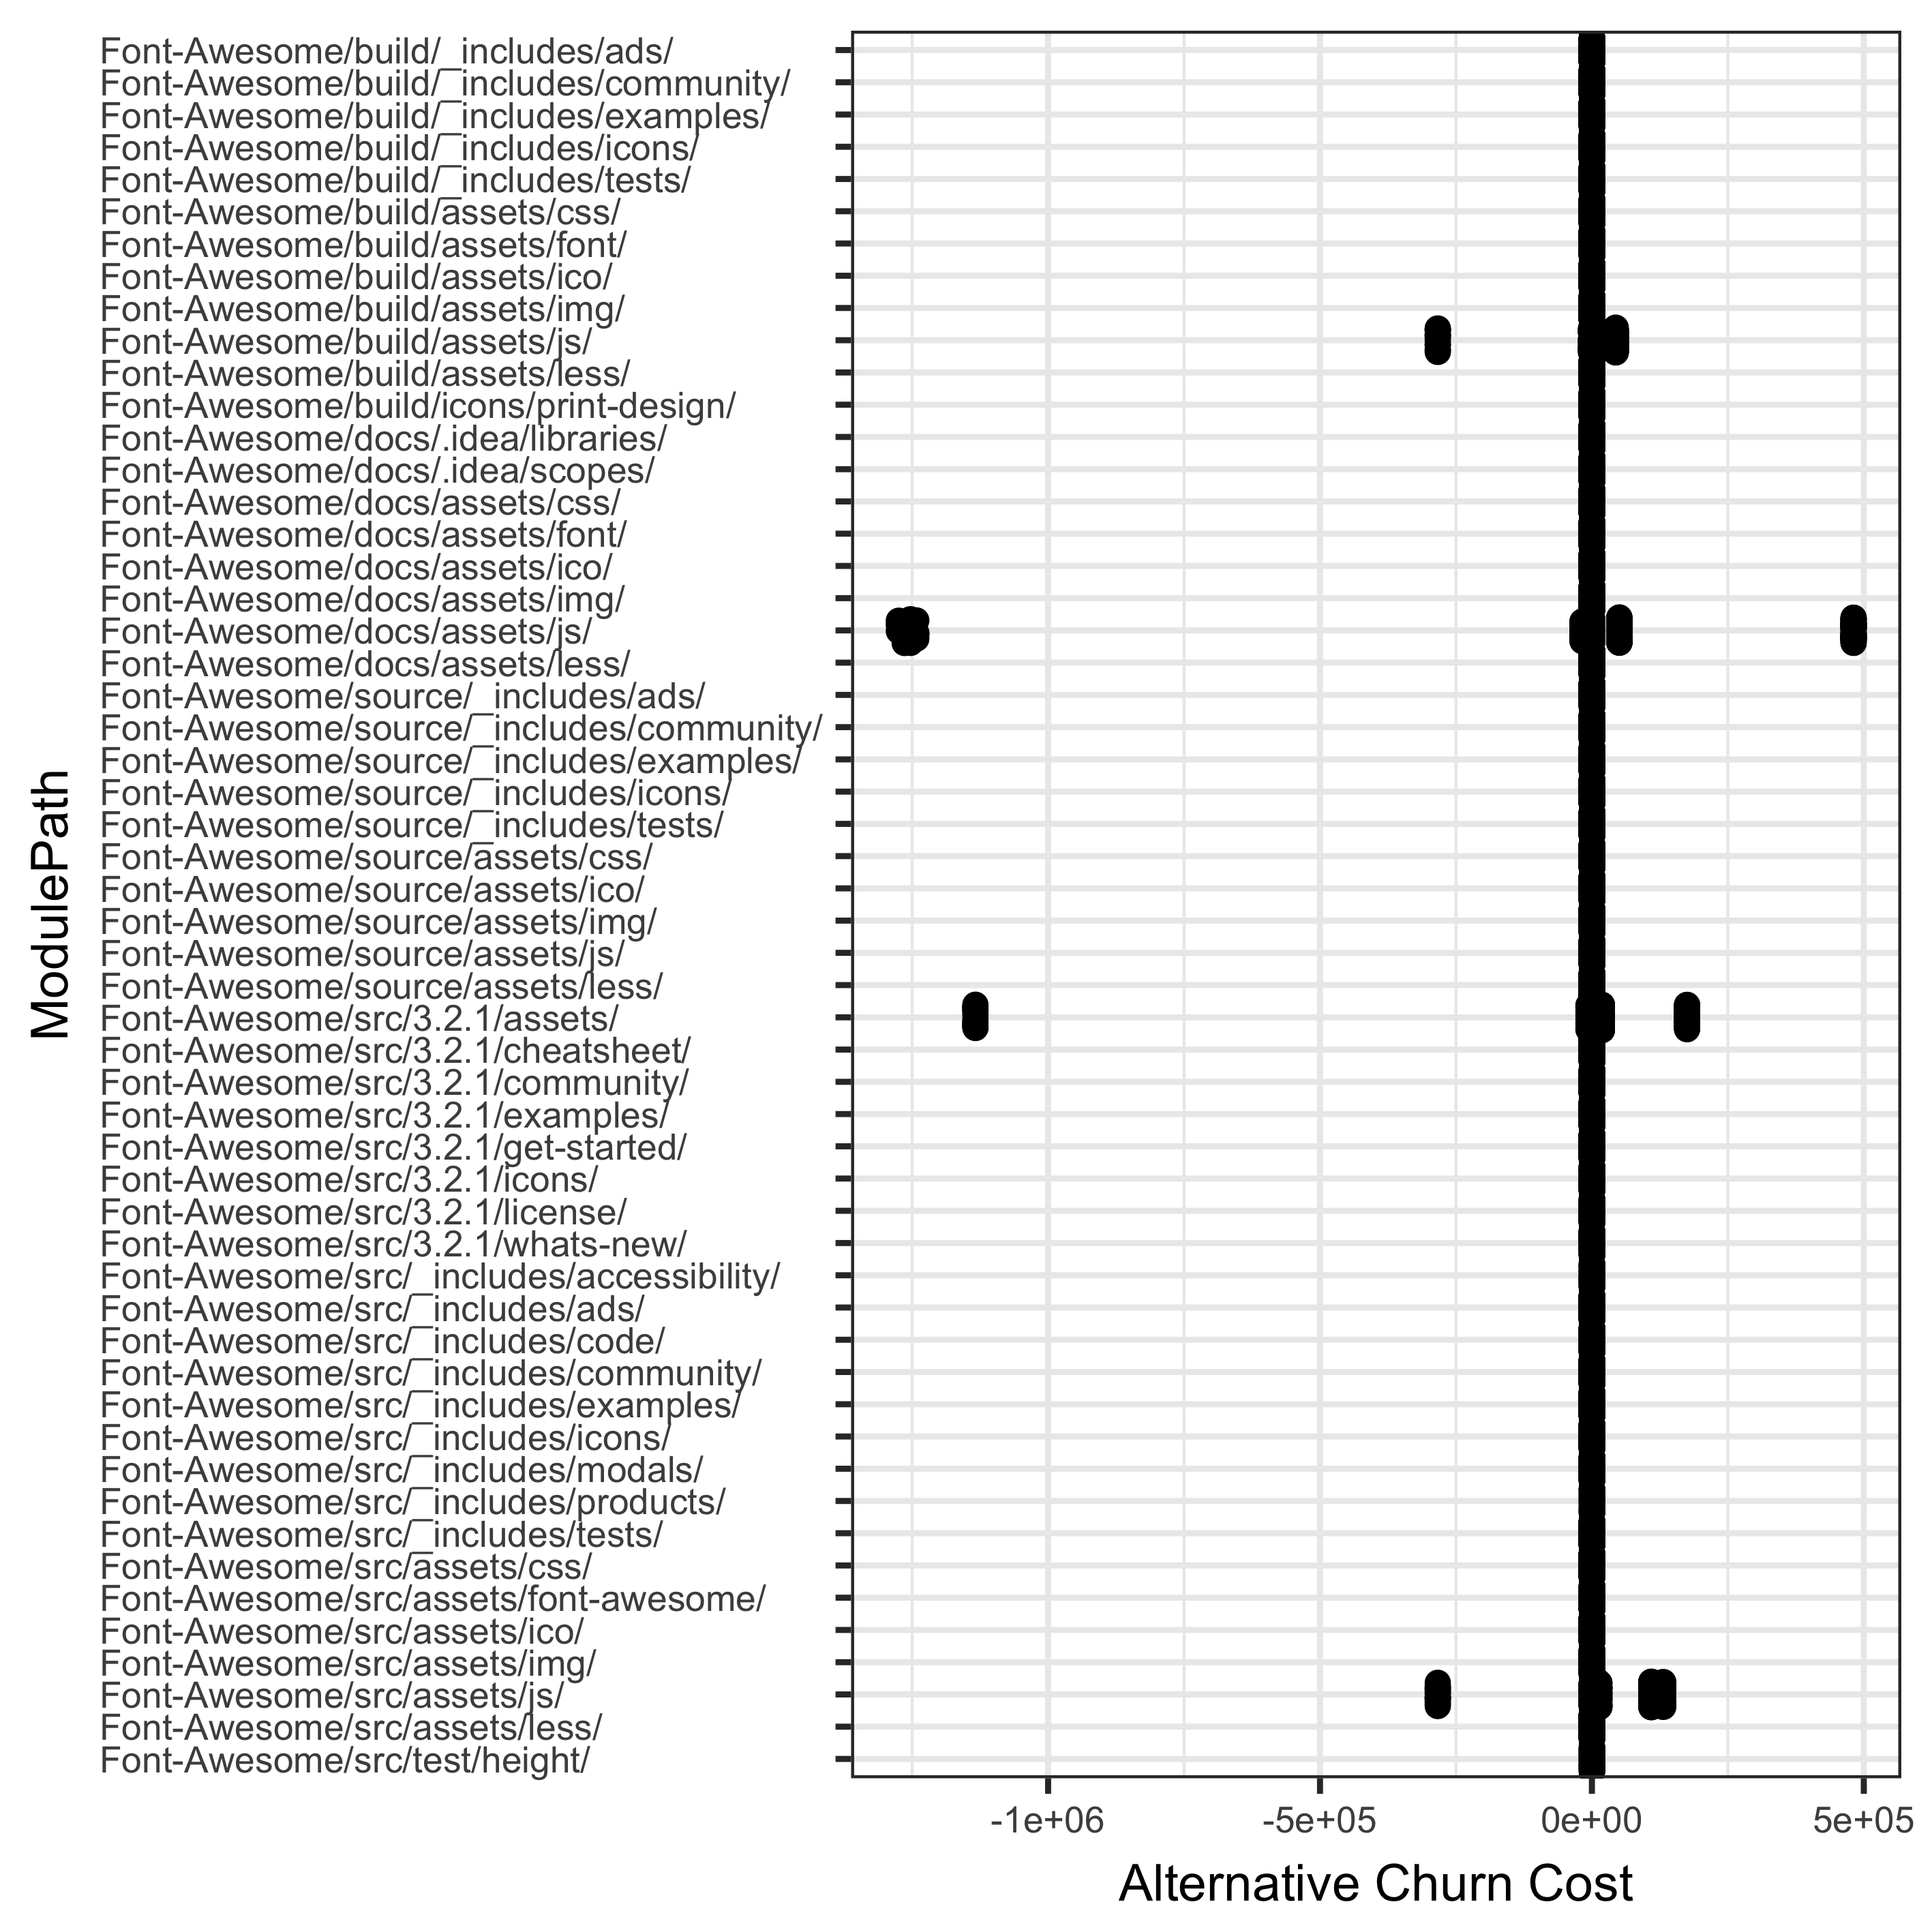 Font-Awesome/build/_includes/ads/
Font-Awesome/build/_includes/community/
Font-Awesome/build/_includes/examples/
Font-Awesome/build/_includes/icons/
Font-Awesome/build/_includes/tests/
Font-Awesome/build/assets/css/
Font-Awesome/build/assets/font/
Font-Awesome/build/assets/ico/
Font-Awesome/build/assets/img/
Font-Awesome/build/assets/js/
Font-Awesome/build/assets/less/
Font-Awesome/build/icons/print-design/
Font-Awesome/docs/.idea/libraries/
Font-Awesome/docs/.idea/scopes/
Font-Awesome/docs/assets/css/
Font-Awesome/docs/assets/font/
Font-Awesome/docs/assets/ico/
Font-Awesome/docs/assets/img/
Font-Awesome/docs/assets/js/
Font-Awesome/docs/assets/less/
Font-Awesome/source/_includes/ads/
Font-Awesome/source/_includes/community/
Font-Awesome/source/_includes/examples/
Font-Awesome/source/_includes/icons/
Font-Awesome/source/_includes/tests/
Font-Awesome/source/assets/css/
Font-Awesome/source/assets/ico/
Font-Awesome/source/assets/img/
Font-Awesome/source/assets/js/
Font-Awesome/source/assets/less/
Font-Awesome/src/3.2.1/assets/
Font-Awesome/src/3.2.1/cheatsheet/
Font-Awesome/src/3.2.1/community/
Font-Awesome/src/3.2.1/examples/
Font-Awesome/src/3.2.1/get-started/
Font-Awesome/src/3.2.1/icons/
Font-Awesome/src/3.2.1/license/
Font-Awesome/src/3.2.1/whats-new/
Font-Awesome/src/_includes/accessibility/
Font-Awesome/src/_includes/ads/
Font-Awesome/src/_includes/code/
Font-Awesome/src/_includes/community/
Font-Awesome/src/_includes/examples/
Font-Awesome/src/_includes/icons/
Font-Awesome/src/_includes/modals/
Font-Awesome/src/_includes/products/
Font-Awesome/src/_includes/tests/
Font-Awesome/src/assets/css/
Font-Awesome/src/assets/font-awesome/
Font-Awesome/src/assets/ico/
Font-Awesome/src/assets/img/
Font-Awesome/src/assets/js/
Font-Awesome/src/assets/less/
Font-Awesome/src/test/height/
ModulePath
-1e+06 -5e+05 0e+00 5e+05
Alternative Churn Cost